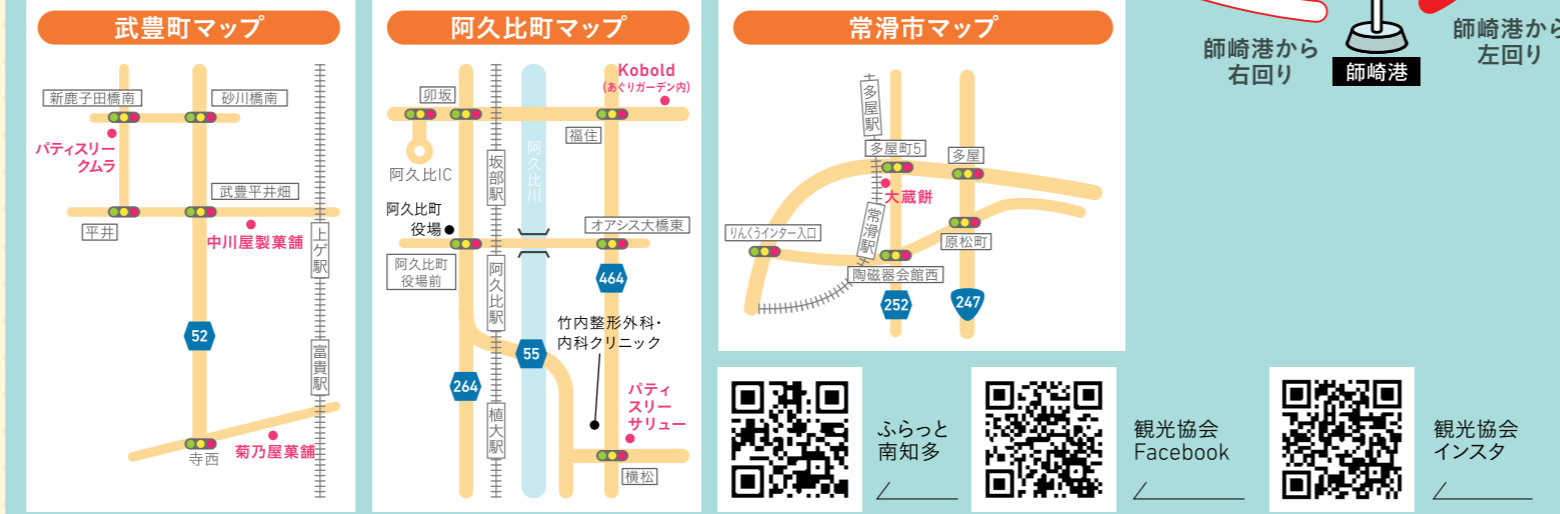 武豊町マップ
新鹿子田橋南
砂川橋南
パティスリー
クムラ
武豊平井畑
平井
中川屋製菓舗
上ゲ駅
52
富貴駅
寺西
菊乃屋菓舗
阿久比町マップ
卯坂
Kobold
(あぐりガーデン内)
福住
阿久比IC
坂部駅
阿久比川
阿久比町
役場
オアシス大橋東
阿久比町
役場前
阿久比駅
464
竹内整形外科・
内科クリニック
55
264
植大駅
パティ
スリー
サリュー
横松
常滑市マップ
多屋駅
多屋町5
多屋
大蔵餅
常滑駅
りんくうインター入口
原松町
陶磁器会館西
252
247
師崎港から
右回り
師崎港
師崎港から
左回り
ふらっと
南知多
観光協会
Facebook
観光協会
インスタ